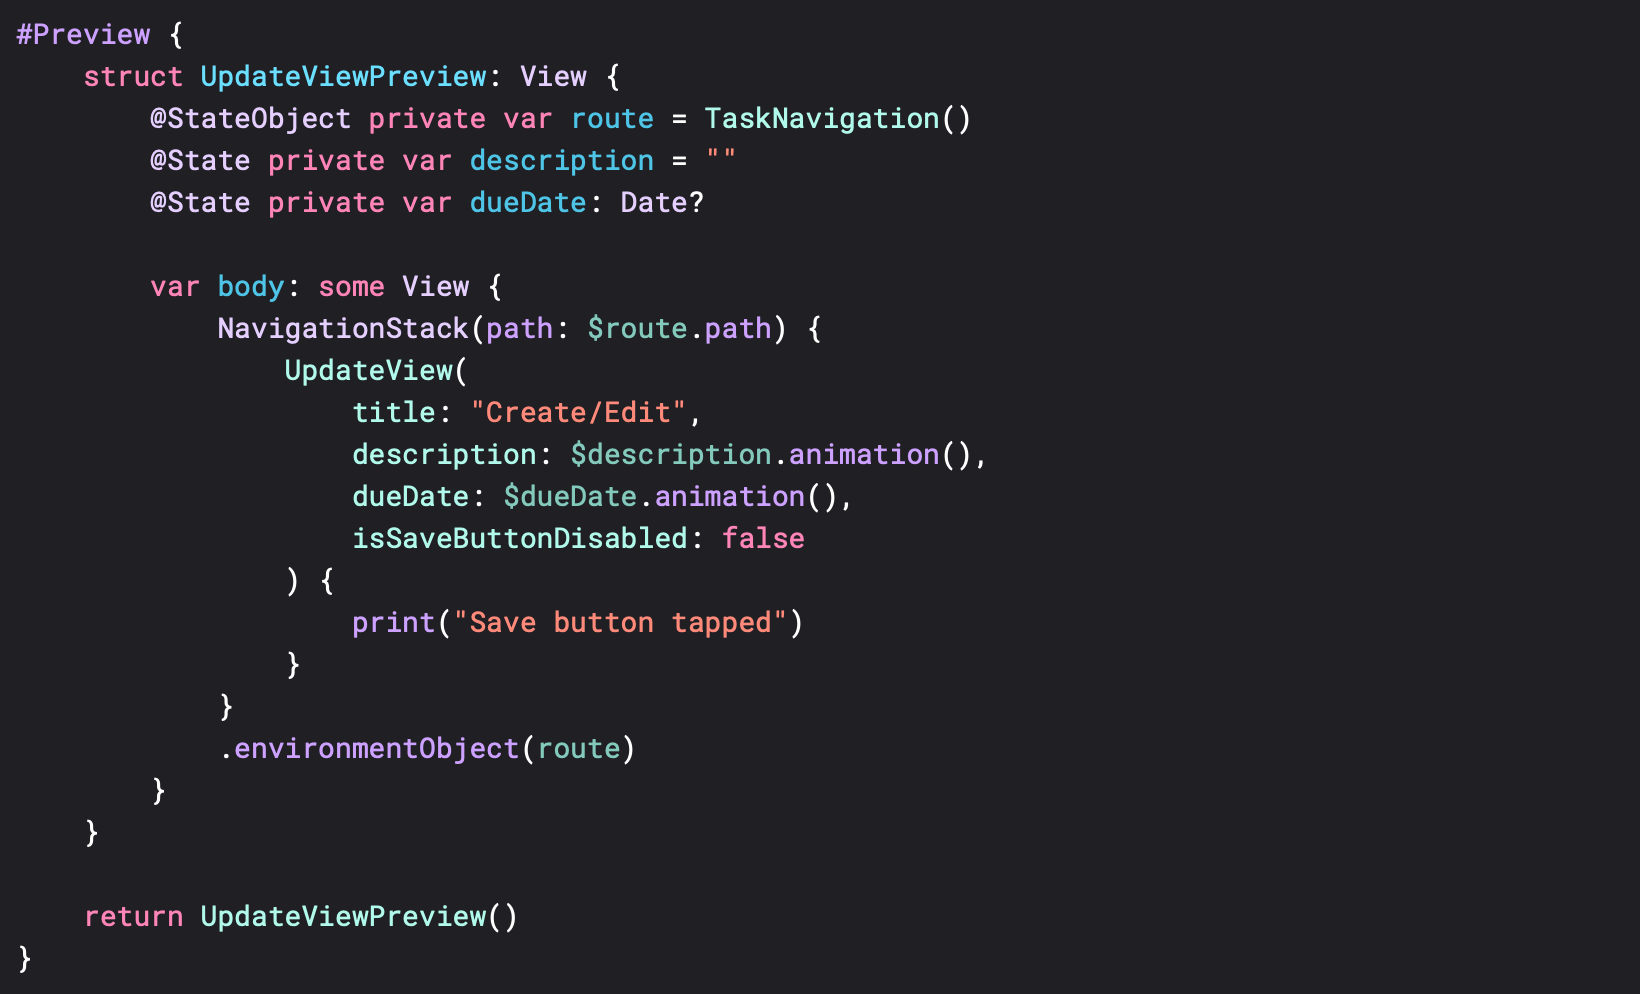 #Preview {
    struct UpdateViewPreview: View {
        @StateObject private var route = TaskNavigation()
        @State private var description = ""
        @State private var dueDate: Date?

        var body: some View {
            NavigationStack(path: $route.path) {
                UpdateView(
                    title: "Create/Edit",
                    description: $description.animation(),
                    dueDate: $dueDate.animation(),
                    isSaveButtonDisabled: false
                ) {
                    print("Save button tapped")
                }
            }
            .environmentObject(route)
        }
    }

    return UpdateViewPreview()
}